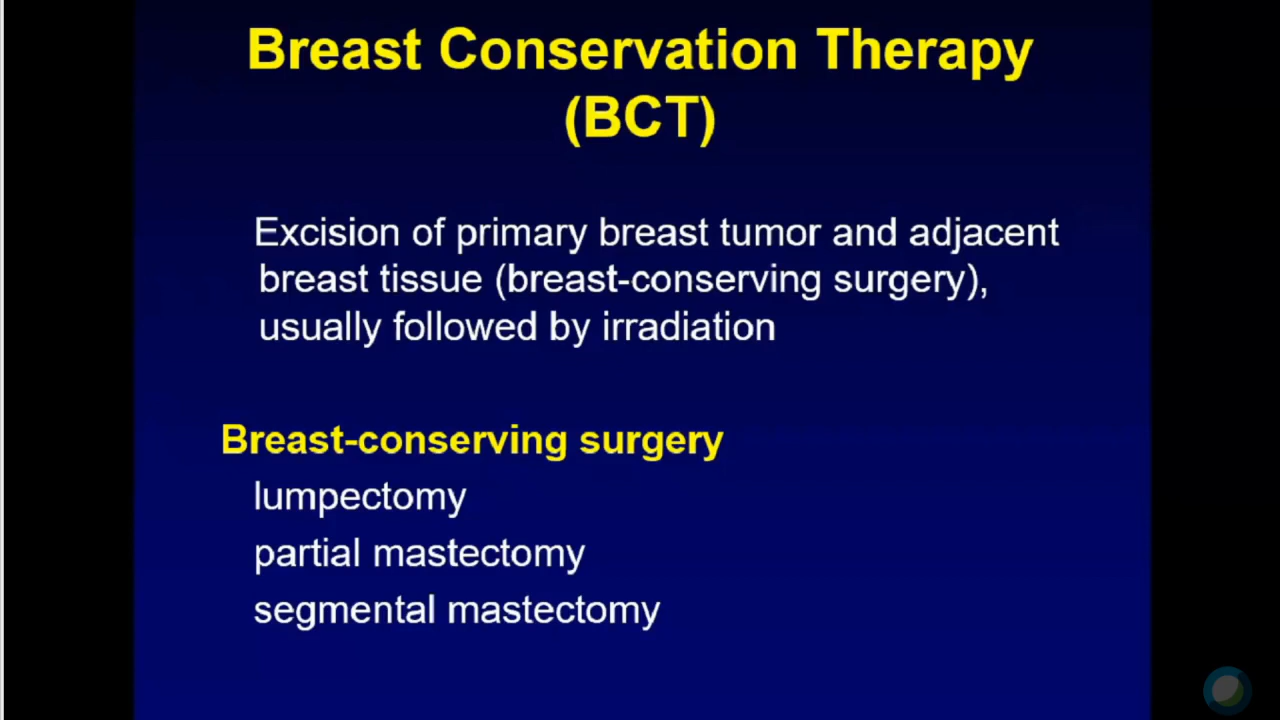 Breast Conservation Therapy
(BCT)
Excision of primary breast tumor and adjacent
breast tissue (breast-conserving surgery),
usually followed by irradiation
Breast-conserving surgery
lumpectomy
partial mastectomy
segmental mastectomy